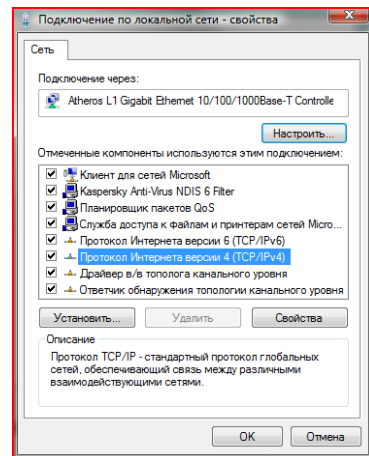 Подключение по локальной сети - свойства
Сеть
Подключение через:
Atheros L1 Gigabit Ethernet 10/100/1000Base-T Controlle
Настроить...
Отмеченные компоненты используются этим подключением:
Клиент для сетей Microsoft
Kaspersky Anti-Virus NDIS 6 Filter
Планировщик пакетов QoS
Служба доступа к файлам и принтерам сетей Micro...
Протокол Интернета версии 6 (TCP/IPv6)
Протокол Интернета версии 4 (TCP/IPv4)
Драйвер в/в тополога канального уровня
Ответчик обнаружения топологии канального уровня
Установить...
Удалить
Свойства
Описание
Протокол TCP/IP - стандартный протокол глобальных
сетей, обеспечивающий связь между различными
взаимодействующими сетями.
OK
Отмена